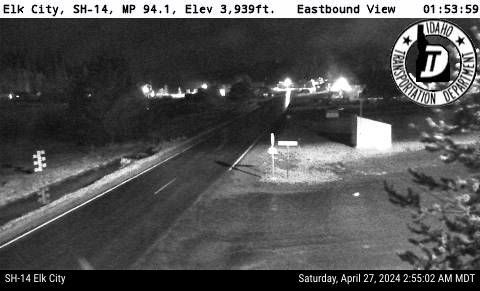 Elk City, SH-14, MP 94.1, Elev 3,939ft. Eastbound View 01:53:59
IDAHO
TRANSPORTATION DEPARTMENT
SH-14 Elk City Saturday, April 27, 2024 2:55:02 AM MDT